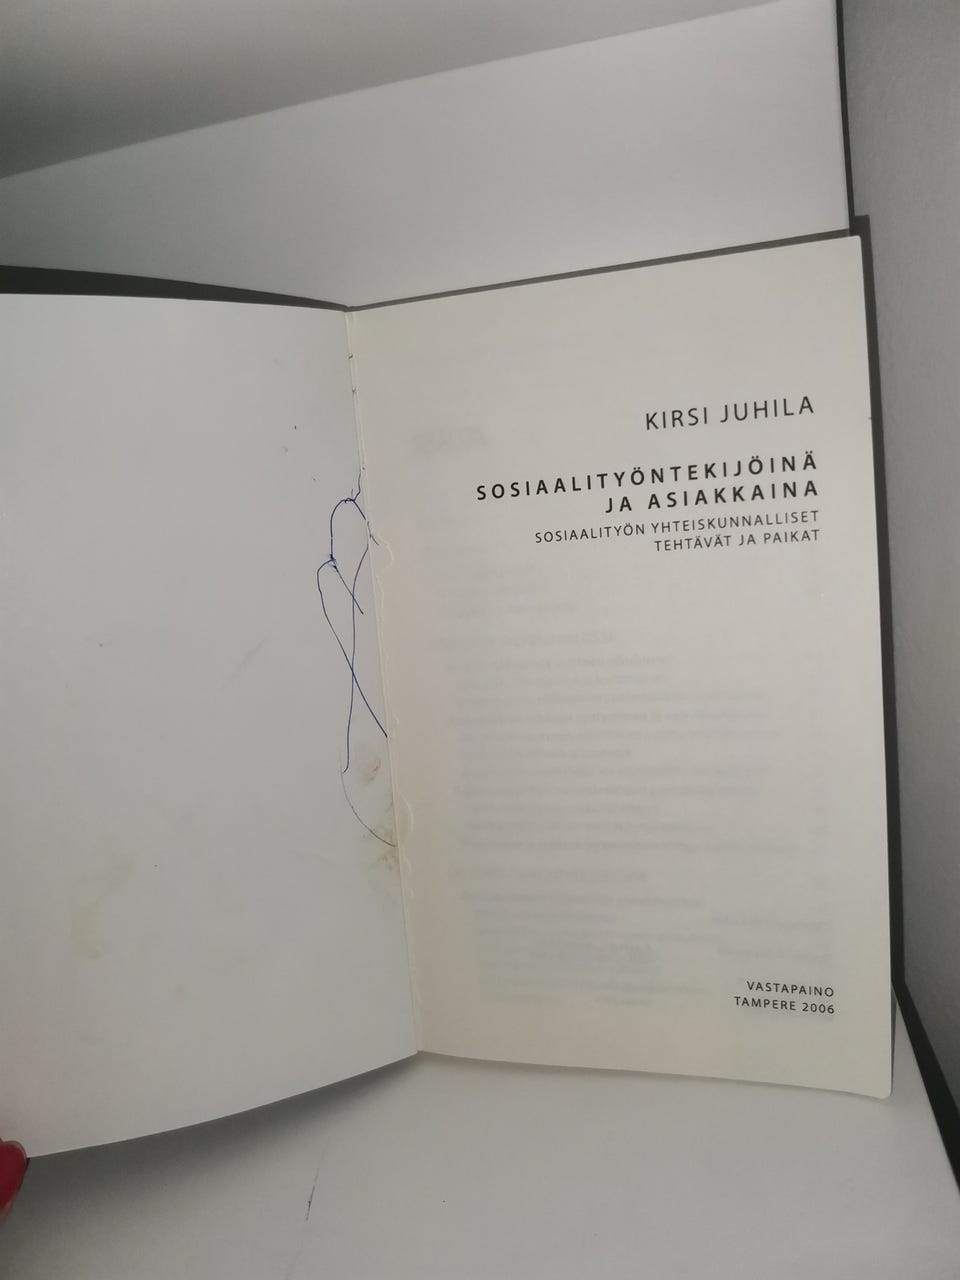 KIRSI JUHILA
SOSIAALITYÖNTEKIJÖINÄ
JA ASIAKKAINA
SOSIAALITYÖN YHTEISKUNNALLISET
TEHTÄVÄT JA PAIKAT
VASTAPAINO
TAMPERE 2006